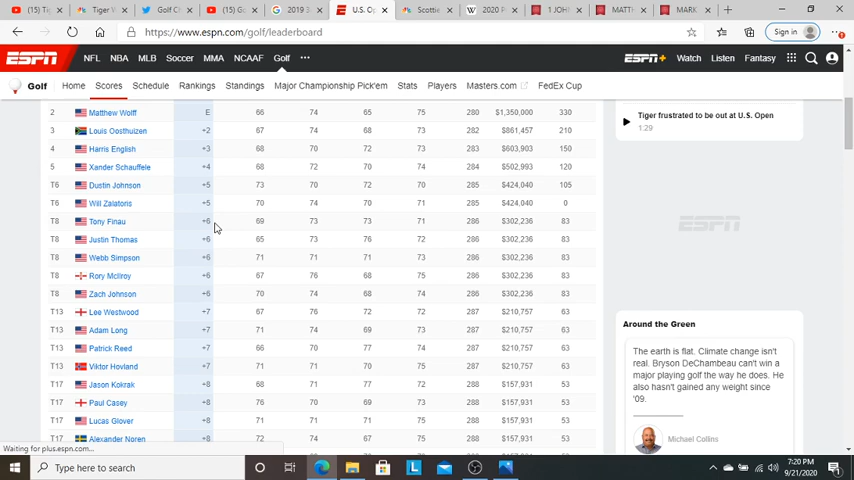 (15) Ti
Tiger W
Golf Ch
(15) Go
2019 3
U.S. Op
Scottie
2020 P
1 JOHN
MATTH
MARK
https://www.espn.com/golf/leaderboard
Sign in
ESPN
NFL NBA MLB Soccer MMA NCAAF Golf ...
ESPN+ Watch Listen Fantasy
Golf Home Scores Rankings Standings Major Championship Pick'em Stats Players Masters.com FedEx Cup
2 Matthew Wolff E 66 74 65 75 280 $1,350,000 330
3 Louis Oosthuizen +2 67 74 68 73 282 $861,457 210
4 Harris English +3 68 70 72 73 283 $603,903 150
5 Xander Schauffele +4 68 72 70 74 284 $502,993 120
T6 Dustin Johnson +5 73 70 72 70 285 $424,040 105
T6 Will Zalatoris +5 70 74 70 71 285 $424,040 0
T8 Tony Finau +6 69 73 73 71 286 $302,236 83
T8 Justin Thomas +6 65 73 76 72 286 $302,236 83
T8 Webb Simpson +6 71 71 71 73 286 $302,236 83
T8 Rory McIlroy +6 67 76 68 75 286 $302,236 83
T8 Zach Johnson +6 70 74 68 74 286 $302,236 83
T13 Lee Westwood +7 67 76 72 72 287 $210,757 63
T13 Adam Long +7 71 74 69 73 287 $210,757 63
T13 Patrick Reed +7 66 70 77 74 287 $210,757 63
T13 Viktor Hovland +7 71 71 70 75 287 $210,757 63
T17 Jason Kokrak +8 68 71 77 72 288 $157,931 53
T17 Paul Casey +8 76 70 69 73 288 $157,931 53
T17 Lucas Glover +8 71 71 71 75 288 $157,931 53
T17 Alexander Noren +8 72 74 67 75 288 $157,931 53
Tiger frustrated to be out at U.S. Open
1:29
ESPN
Around the Green
The earth is flat. Climate change isn't
real. Bryson DeChambeau can't win a
major playing golf the way he does. He
also hasn't gained any weight since
'09.
Michael Collins
Waiting for plus.espn.com...
Type here to search
L
7:20 PM
9/21/2020